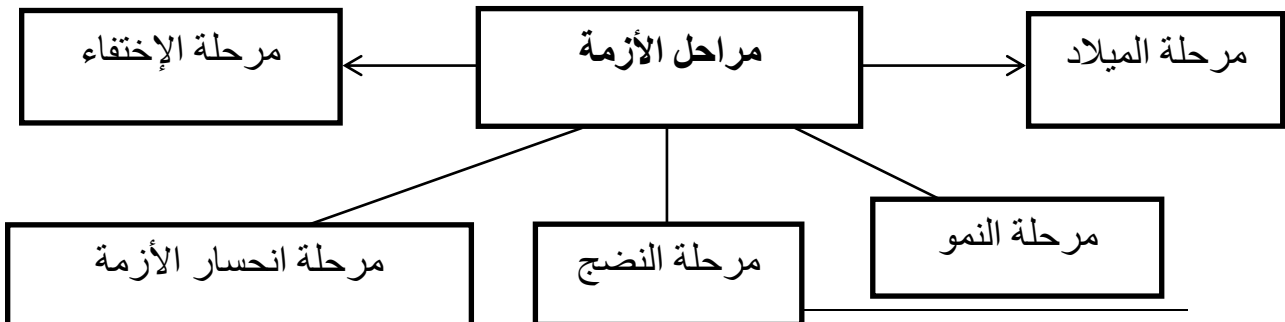 مراحل الأزمة
مرحلة الميلاد
مرحلة الإختفاء
مرحلة النمو
مرحلة النضج
مرحلة انحسار الأزمة